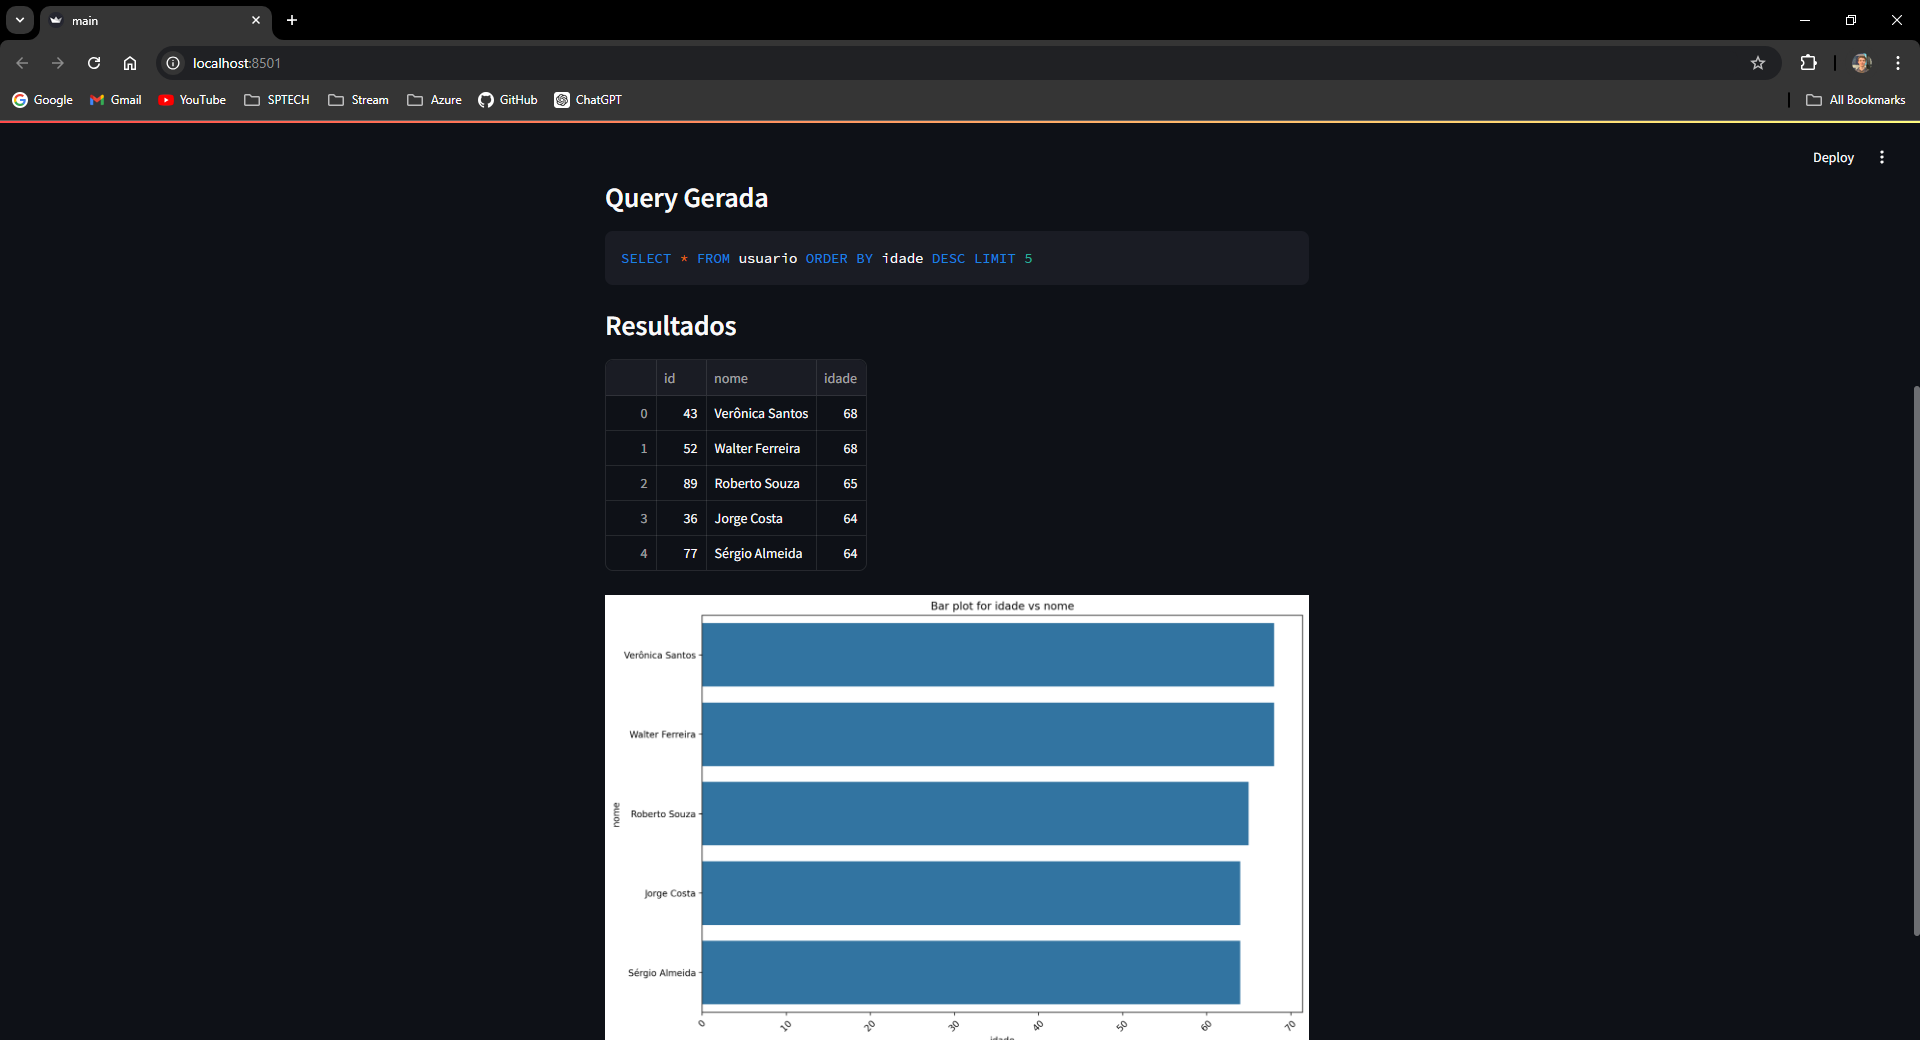 main
localhost:8501
Google Gmail YouTube SPTECH Stream Azure GitHub ChatGPT All Bookmarks
Deploy
Query Gerada
SELECT * FROM usuario ORDER BY idade DESC LIMIT 5
Resultados
id nome idade
0 43 Verônica Santos 68
1 52 Walter Ferreira 68
2 89 Roberto Souza 65
3 36 Jorge Costa 64
4 77 Sérgio Almeida 64
Bar plot for idade vs nome
Verônica Santos
Walter Ferreira
nome
Roberto Souza
Jorge Costa
Sérgio Almeida
0 10 20 30 40 50 60 70
idade